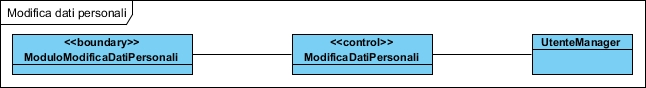 Modifica dati personali
<<boundary>>
ModuloModificaDatiPersonali
<<control>>
ModificaDatiPersonali
UtenteManager